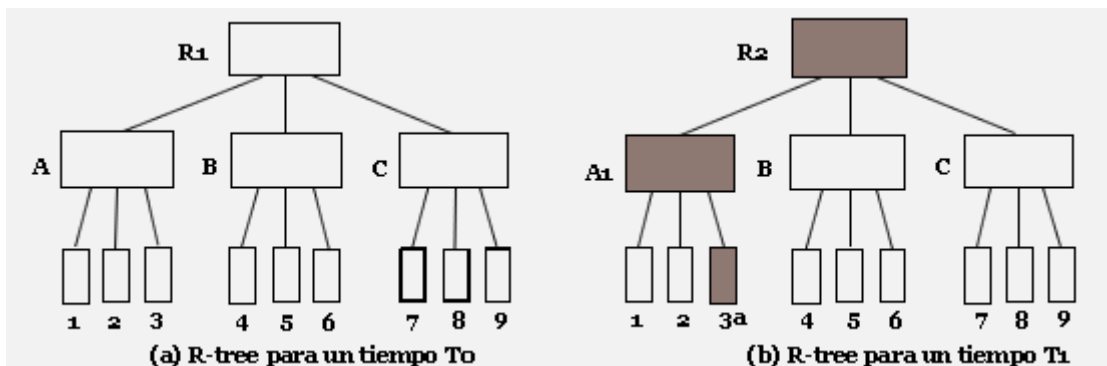 R1 R2
A B C A1 B C
1 2 3 4 5 6 7 8 9 1 2 3a 4 5 6 7 8 9
(a) R-tree para un tiempo T0 (b) R-tree para un tiempo T1